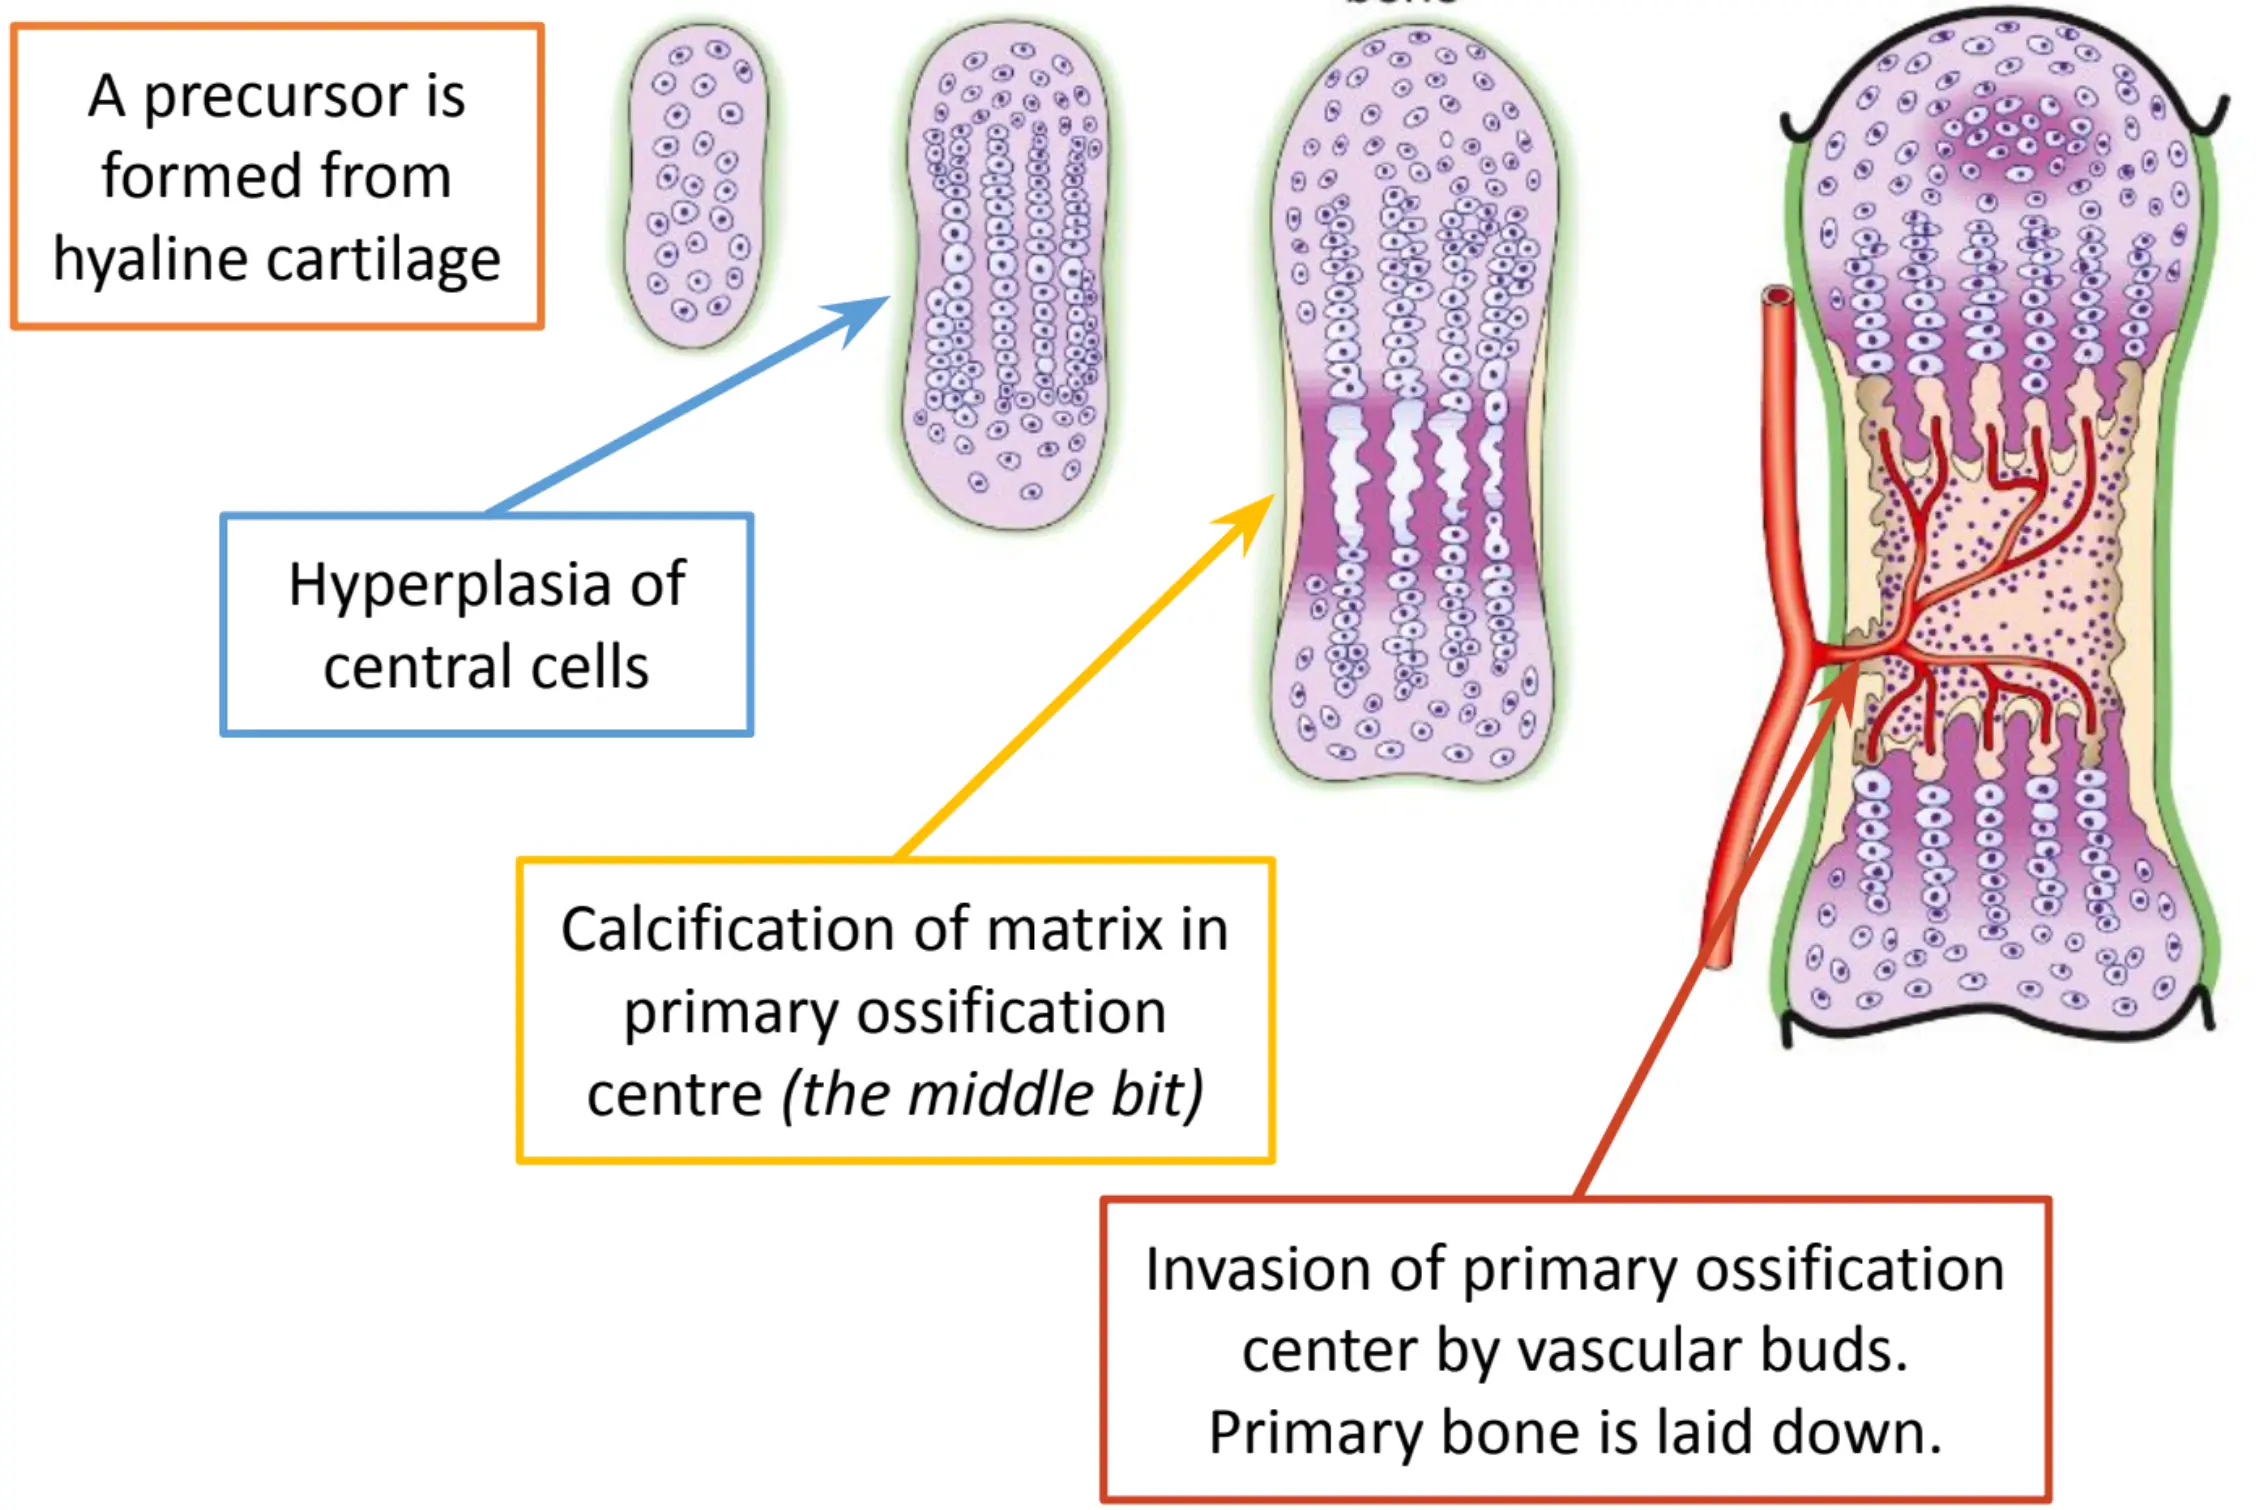 bone
A precursor is
formed from
hyaline cartilage
Hyperplasia of
central cells
Calcification of matrix in
primary ossification
centre (the middle bit)
Invasion of primary ossification
center by vascular buds.
Primary bone is laid down.